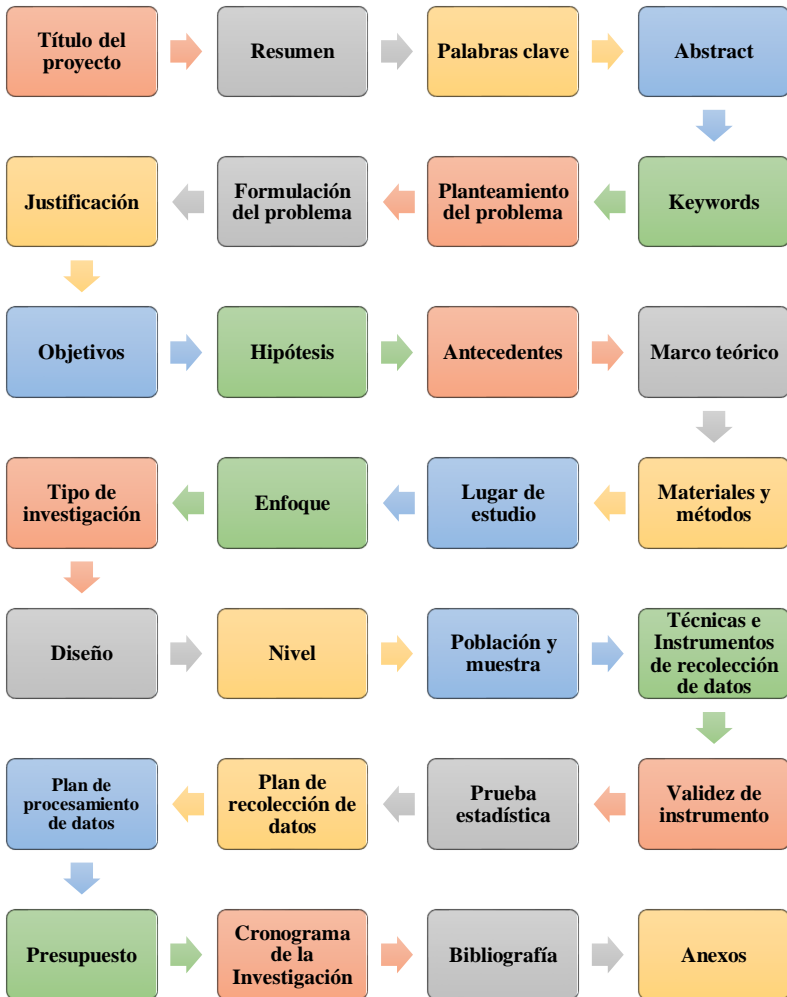 Título del
proyecto
Resumen
Palabras clave
Abstract
Keywords
Planteamiento
del problema
Formulación
del problema
Justificación
Objetivos
Hipótesis
Antecedentes
Marco teórico
Materiales y
métodos
Lugar de
estudio
Enfoque
Tipo de
investigación
Diseño
Nivel
Población y
muestra
Técnicas e
Instrumentos
de recolección
de datos
Validez de
instrumento
Prueba
estadística
Plan de
recolección de
datos
Plan de
procesamiento
de datos
Presupuesto
Cronograma
de la
Investigación
Bibliografía
Anexos